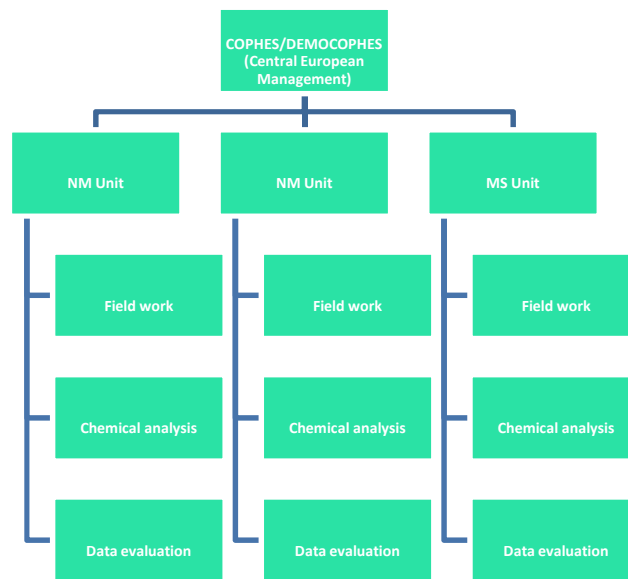 COPHES/DEMOCOPHES
(Central European
Management)
NM Unit
NM Unit
MS Unit
Field work
Field work
Field work
Chemical analysis
Chemical analysis
Chemical analysis
Data evaluation
Data evaluation
Data evaluation